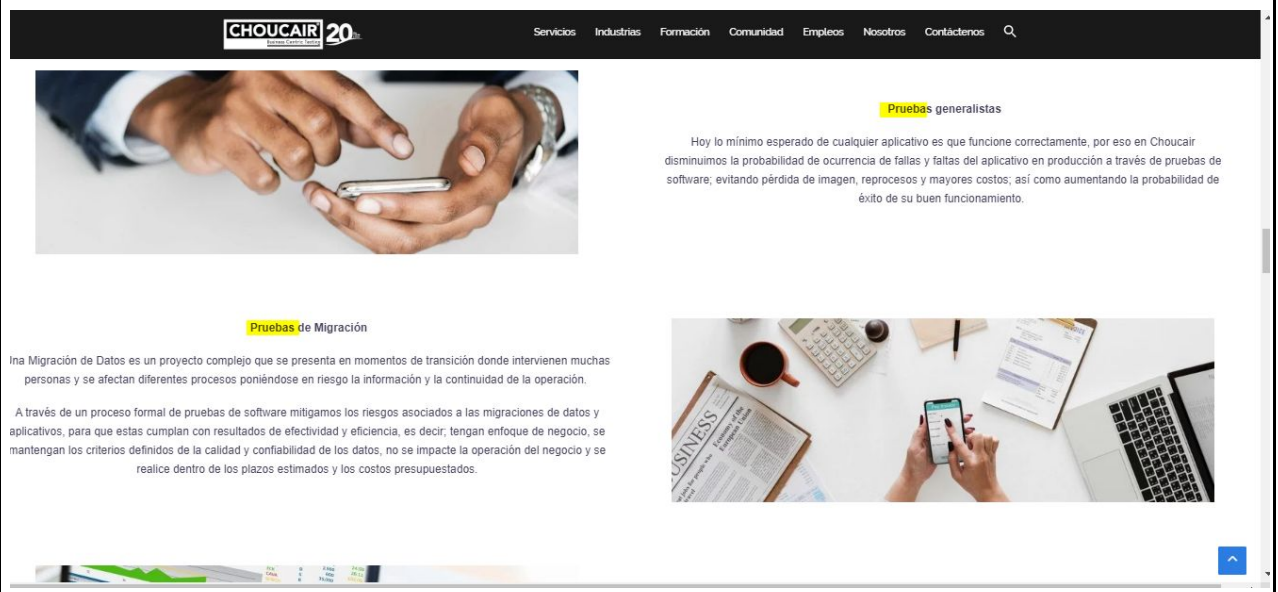 CHOUCAIR 20
Business Centric Testing
Servicios Industrias Formación Comunidad Empleos Nosotros Contáctenos
Pruebas generalistas
Hoy lo mínimo esperado de cualquier aplicativo es que funcione correctamente, por eso en Choucair
disminuimos la probabilidad de ocurrencia de fallas y faltas del aplicativo en producción a través de pruebas de
software; evitando pérdida de imagen, reprocesos y mayores costos; así como aumentando la probabilidad de
éxito de su buen funcionamiento.
Pruebas de Migración
na Migración de Datos es un proyecto complejo que se presenta en momentos de transición donde intervienen muchas
personas y se afectan diferentes procesos poniéndose en riesgo la información y la continuidad de la operación.
A través de un proceso formal de pruebas de software mitigamos los riesgos asociados a las migraciones de datos y
aplicativos, para que estas cumplan con resultados de efectividad y eficiencia, es decir; tengan enfoque de negocio, se
mantengan los criterios definidos de la calidad y confiabilidad de los datos, no se impacte la operación del negocio y se
realice dentro de los plazos estimados y los costos presupuestados.
BUSINESS
Economy of the
European Union